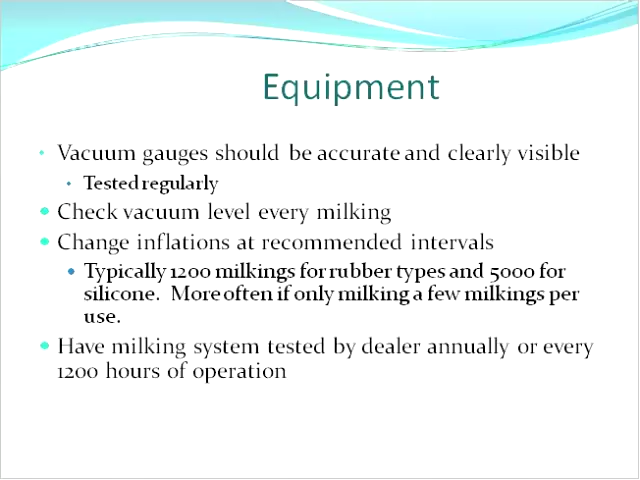 Equipment
• Vacuum gauges should be accurate and clearly visible
• Tested regularly
• Check vacuum level every milking
• Change inflations at recommended intervals
• Typically 1200 milkings for rubber types and 5000 for
silicone. More often if only milking a few milkings per
use.
• Have milking system tested by dealer annually or every
1200 hours of operation